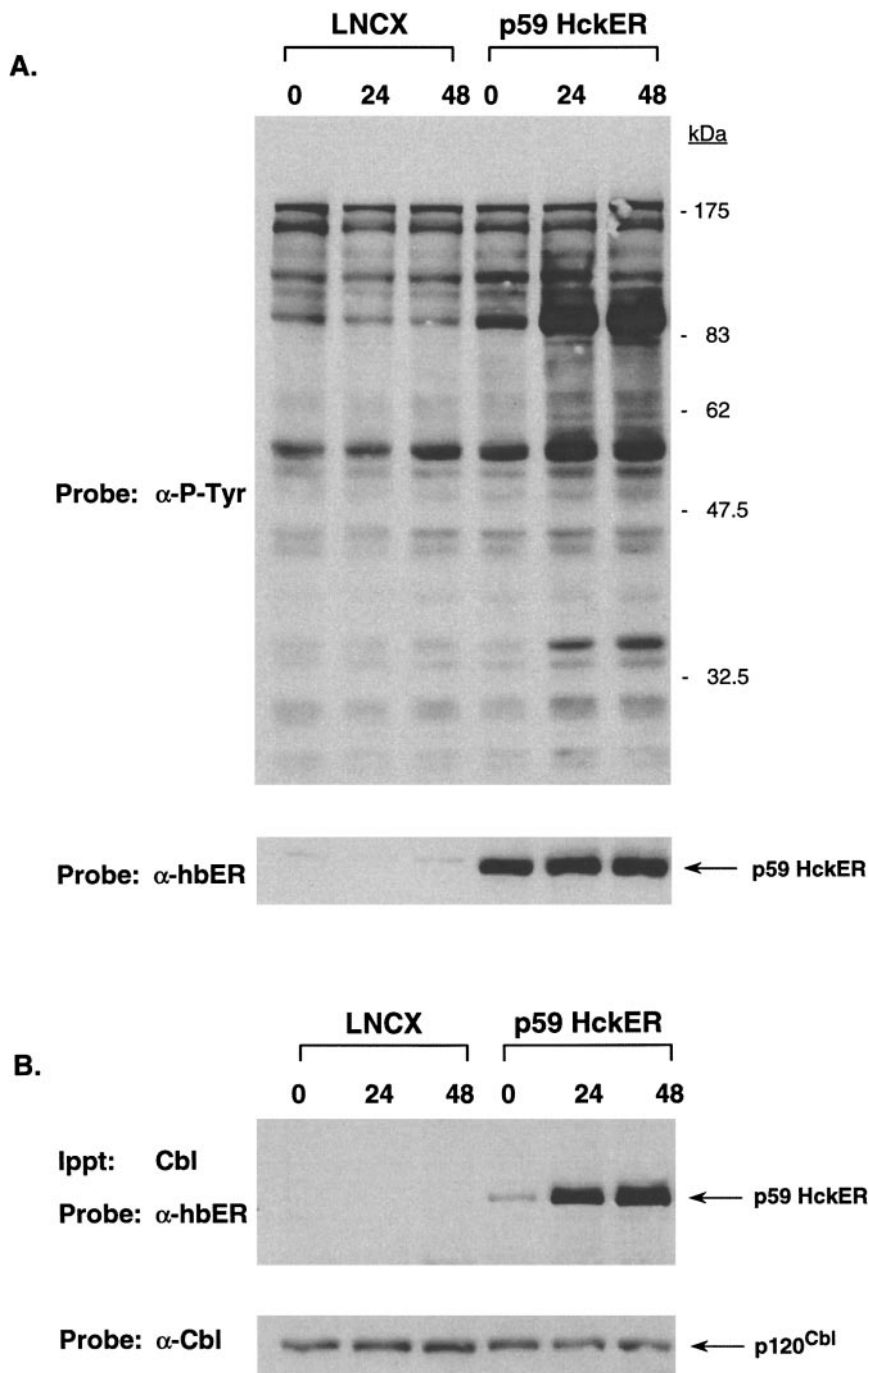 LNCX p59 HckER
A.
0 24 48 0 24 48
kDa
- 175
- 83
- 62
Probe: α-P-Tyr
- 47.5
- 32.5
Probe: α-hbER
p59 HckER
LNCX p59 HckER
B.
0 24 48 0 24 48
Ippt: Cbl
p59 HckER
Probe: α-hbER
Probe: α-Cbl
p120Cbl